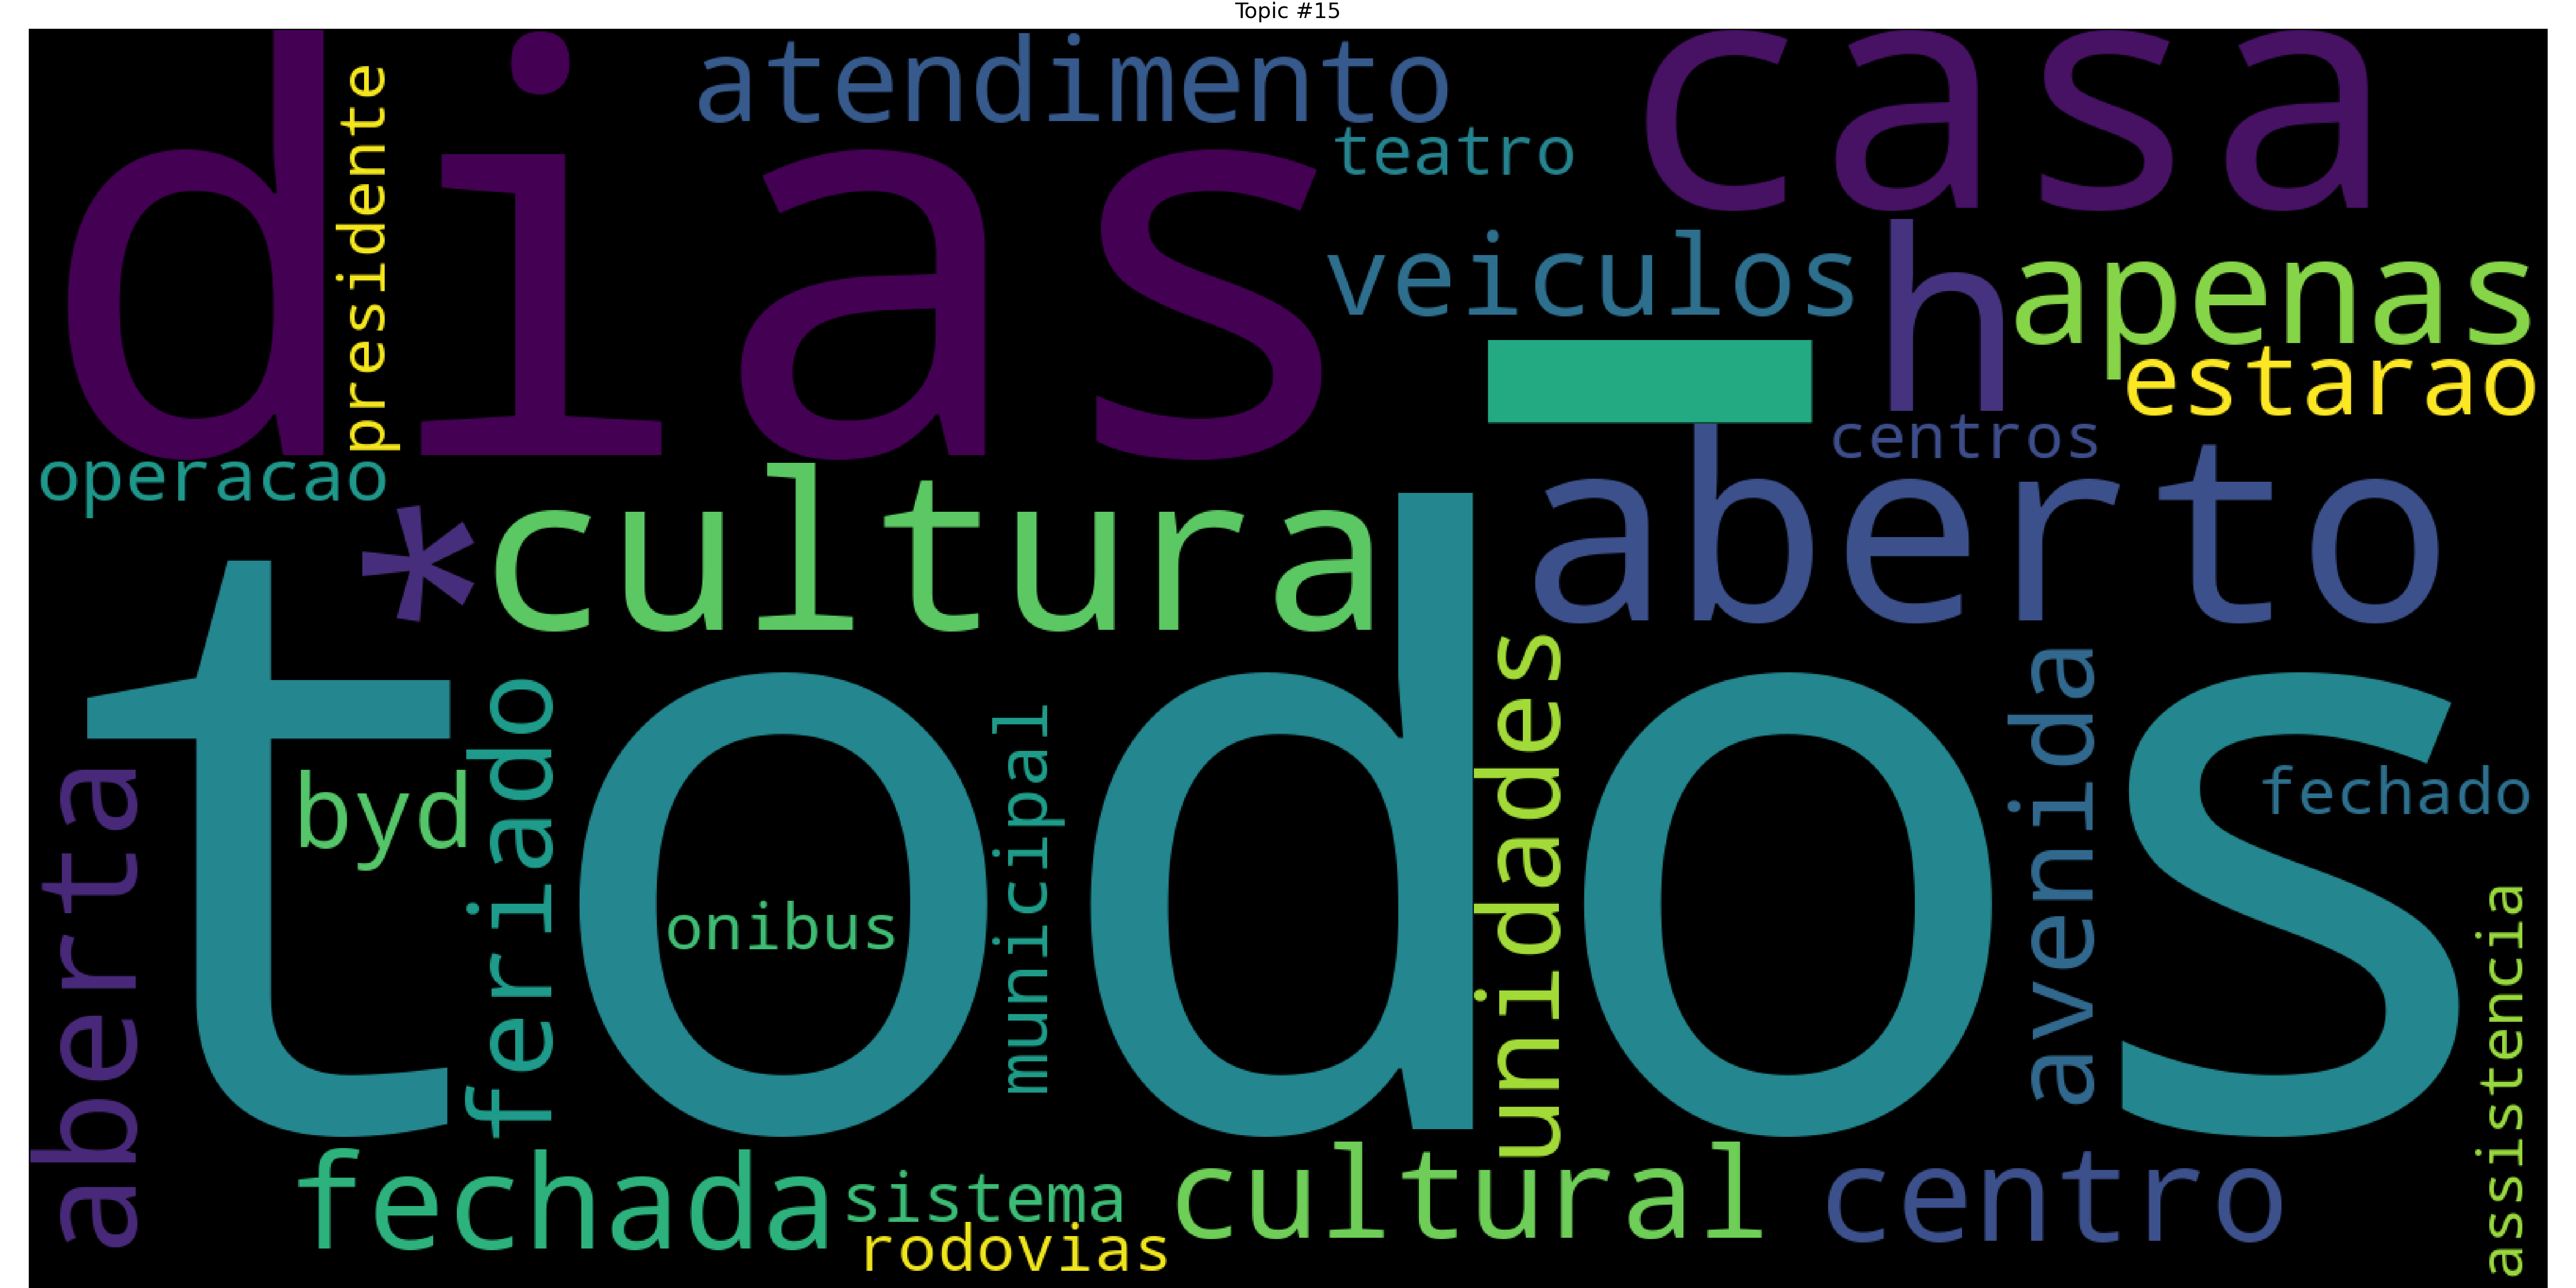 Topic #15
dias
presidente
atendimento
teatro
casa
veiculos
h
apenas
estarao
_
centros
operacao
*
cultura
aberto
todos
aberta
byd
feriado
onibus
municipal
unidades
avenida
fechado
assistencia
fechada
sistema
rodovias
cultural
centro